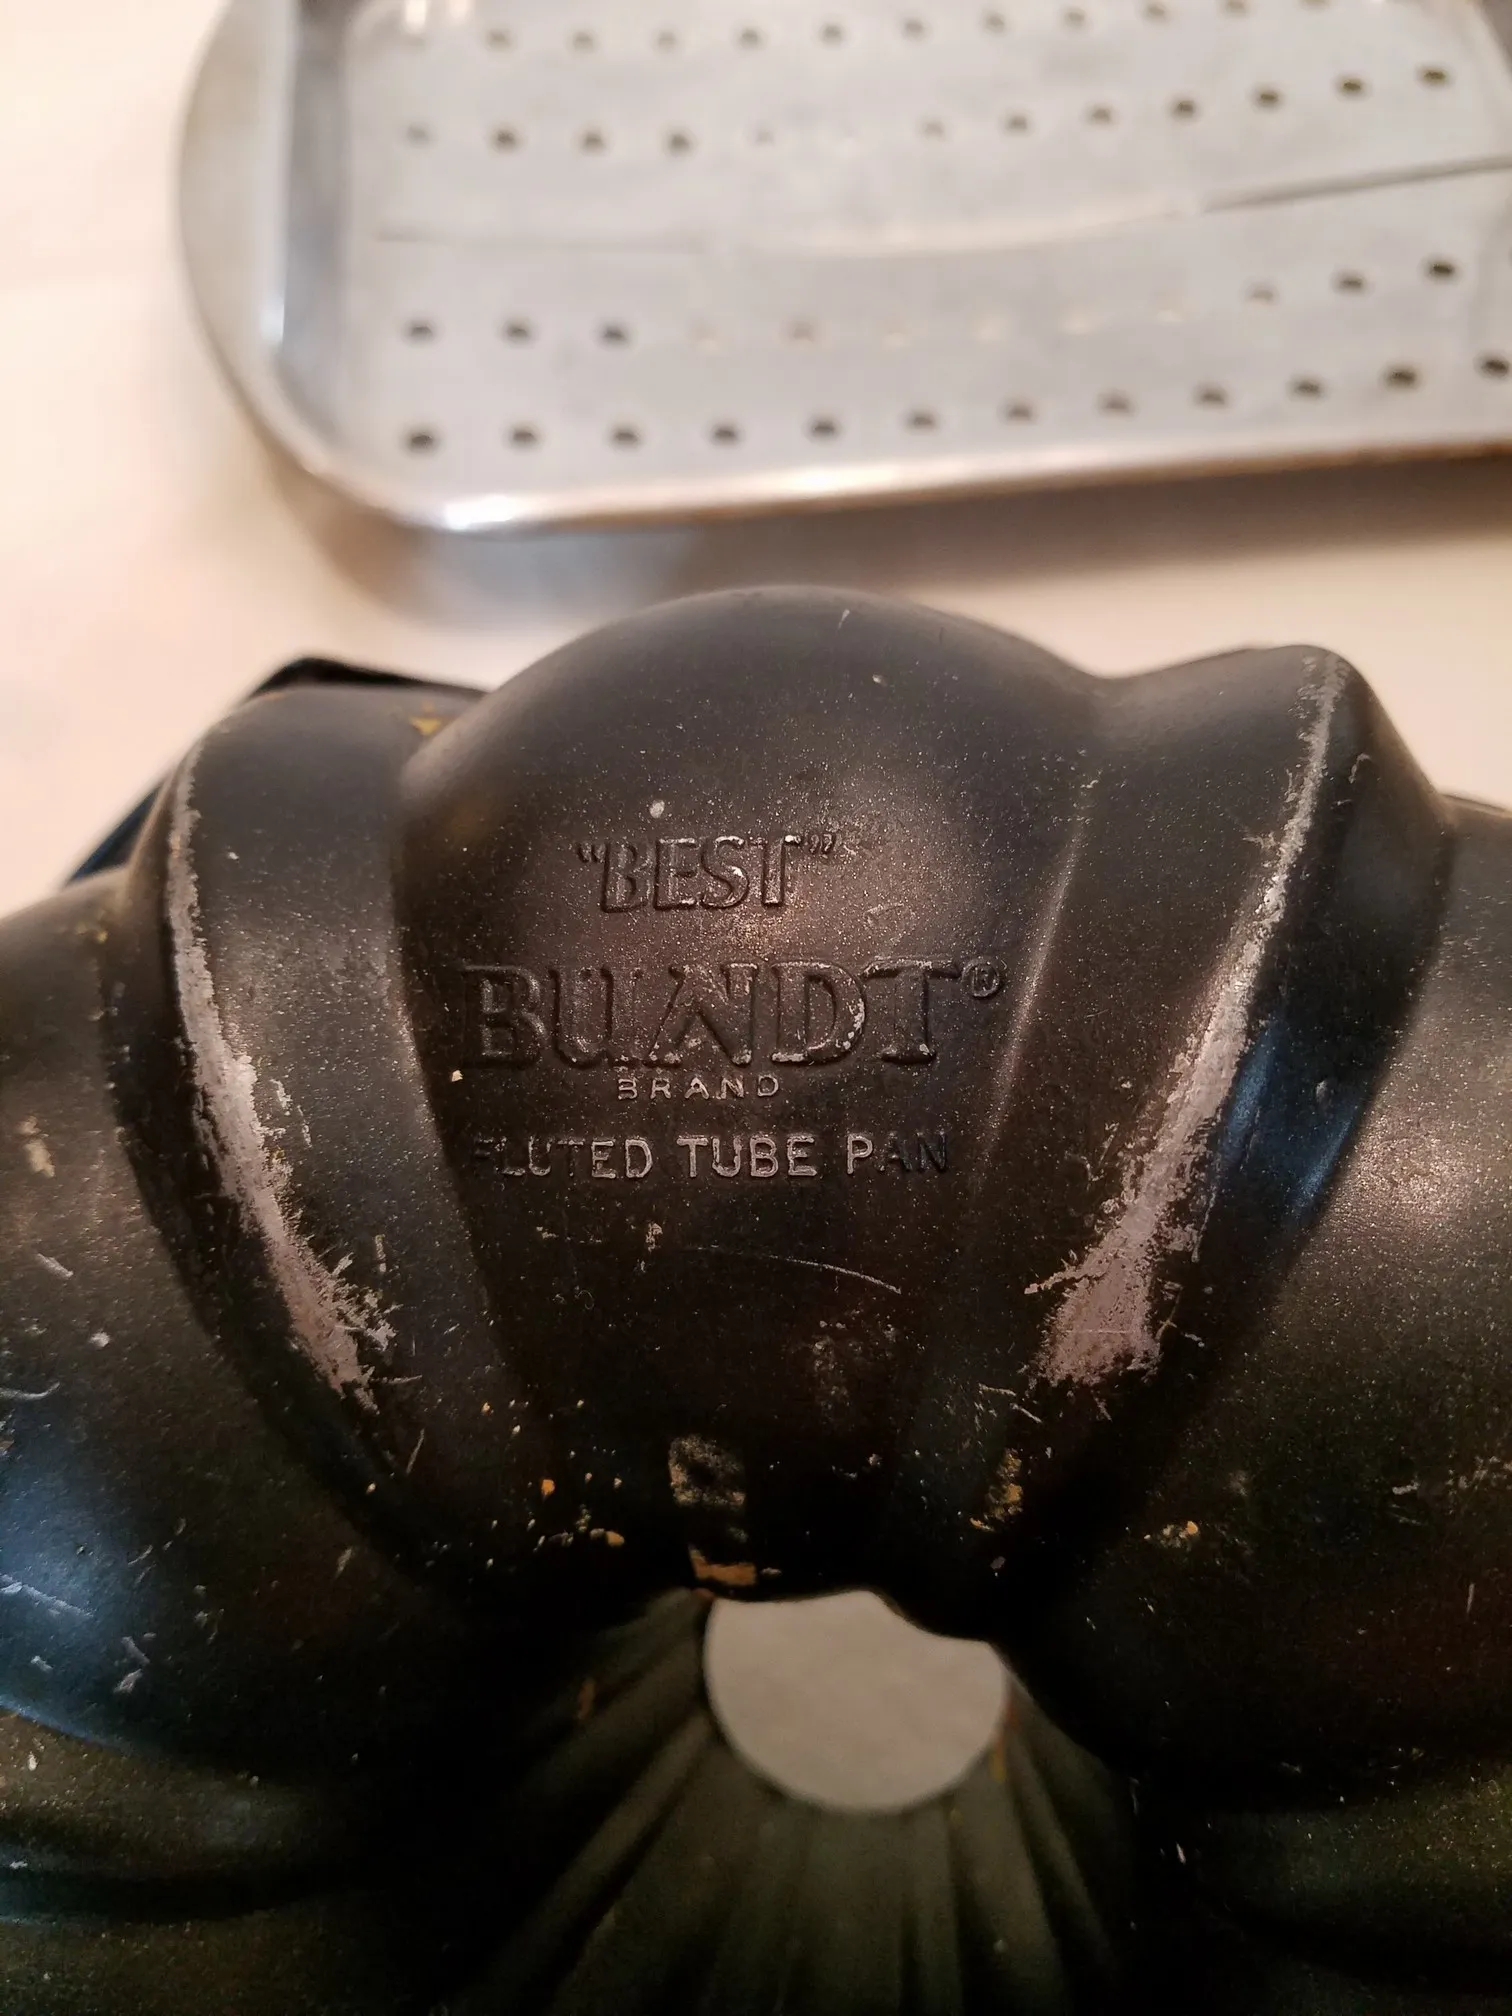 "BEST"
BUNDT®
BRAND
FLUTED TUBE PAN